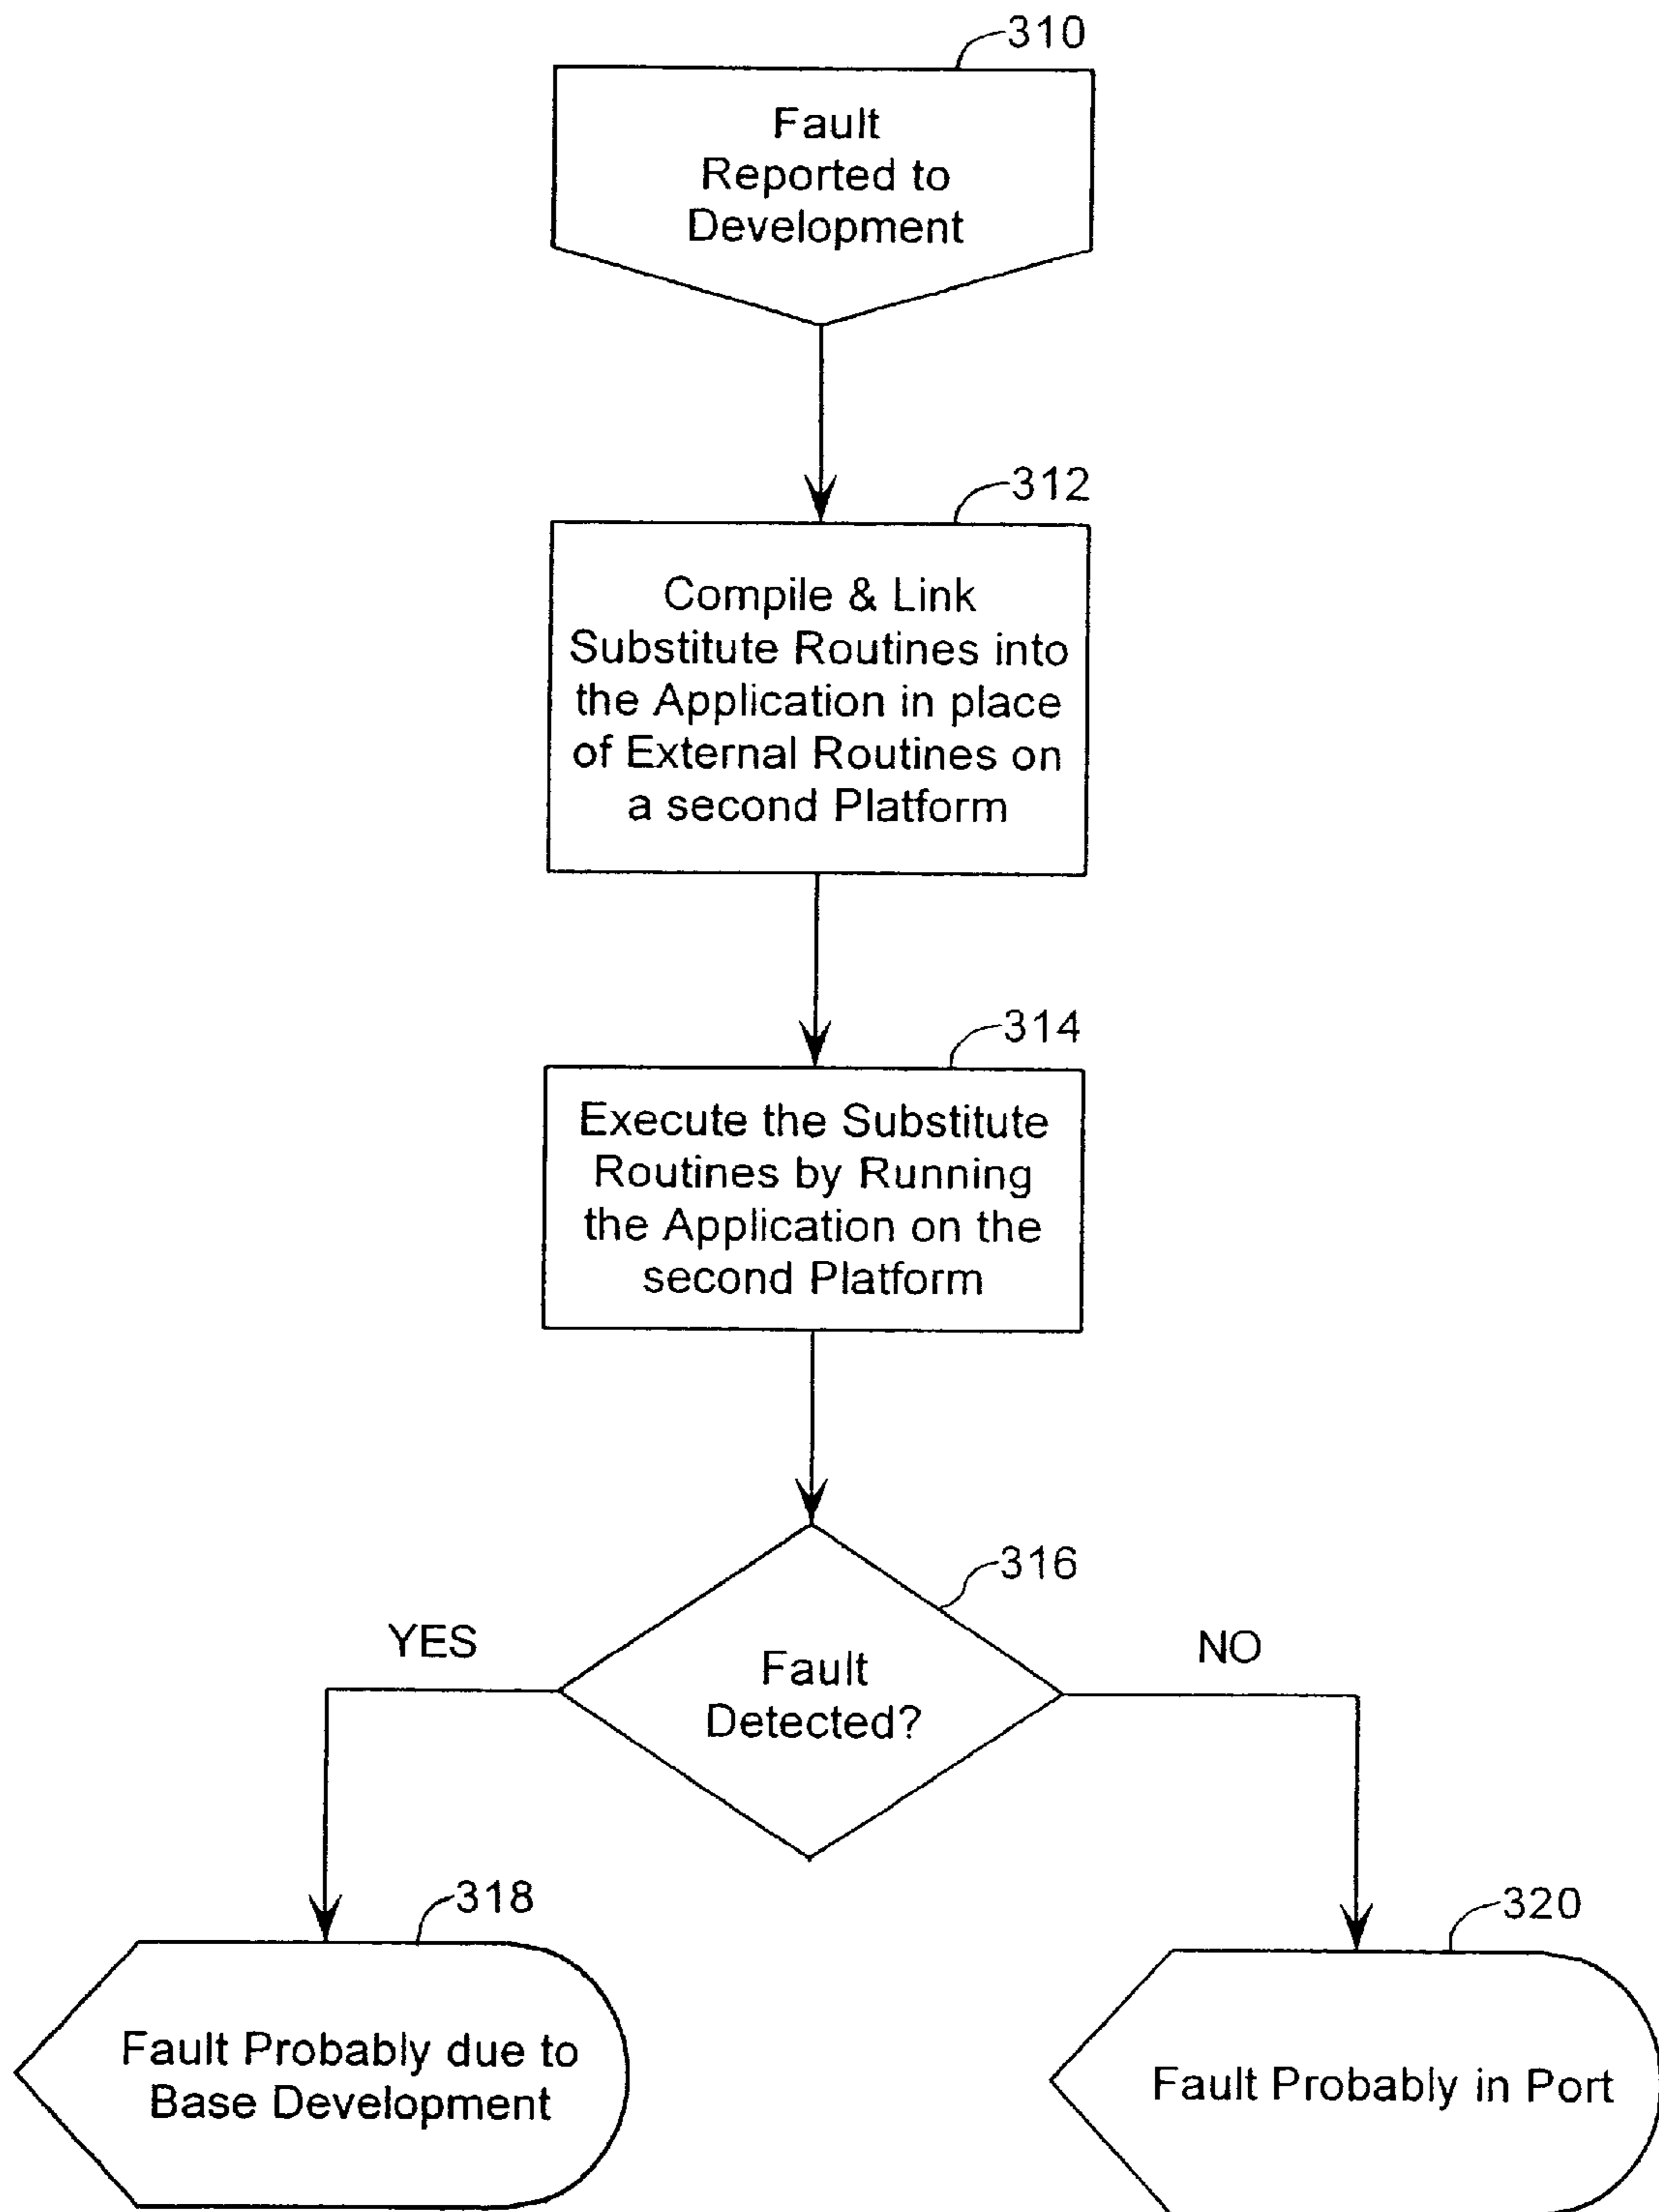 310
Fault
Reported to
Development
312
Compile & Link
Substitute Routines into
the Application in place
of External Routines on
a second Platform
314
Execute the Substitute
Routines by Running
the Application on the
second Platform
316
YES
NO
Fault
Detected?
318
320
Fault Probably due to
Base Development
Fault Probably in Port